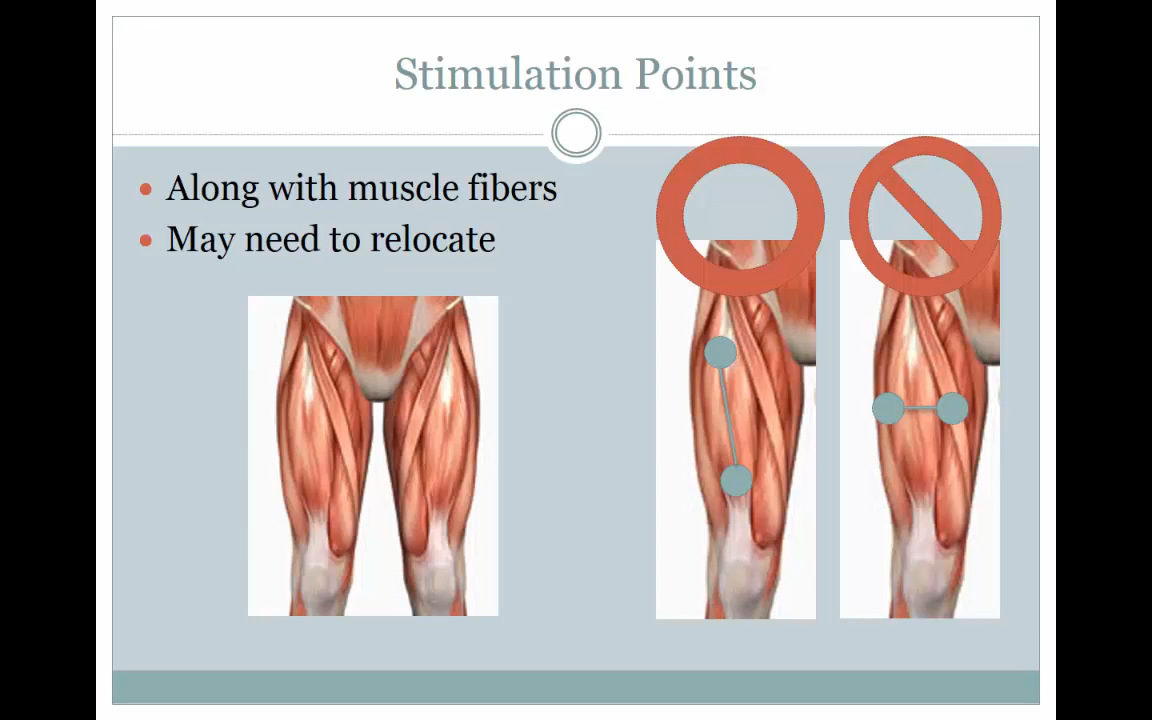 Stimulation Points
Along with muscle fibers
May need to relocate